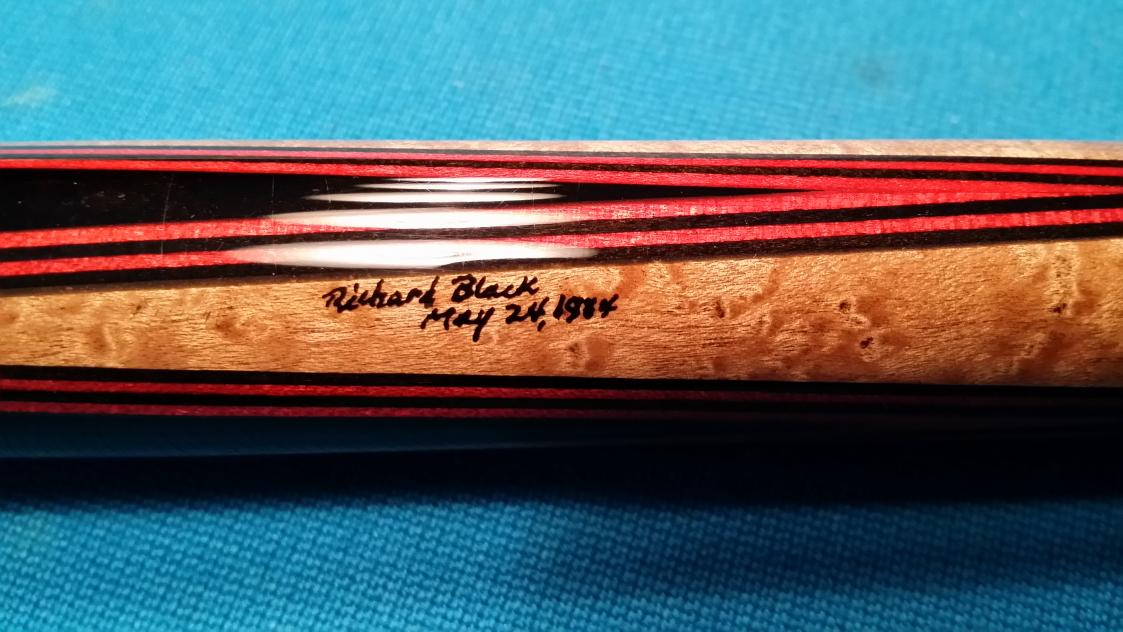 Richard Black
May 24, 1984